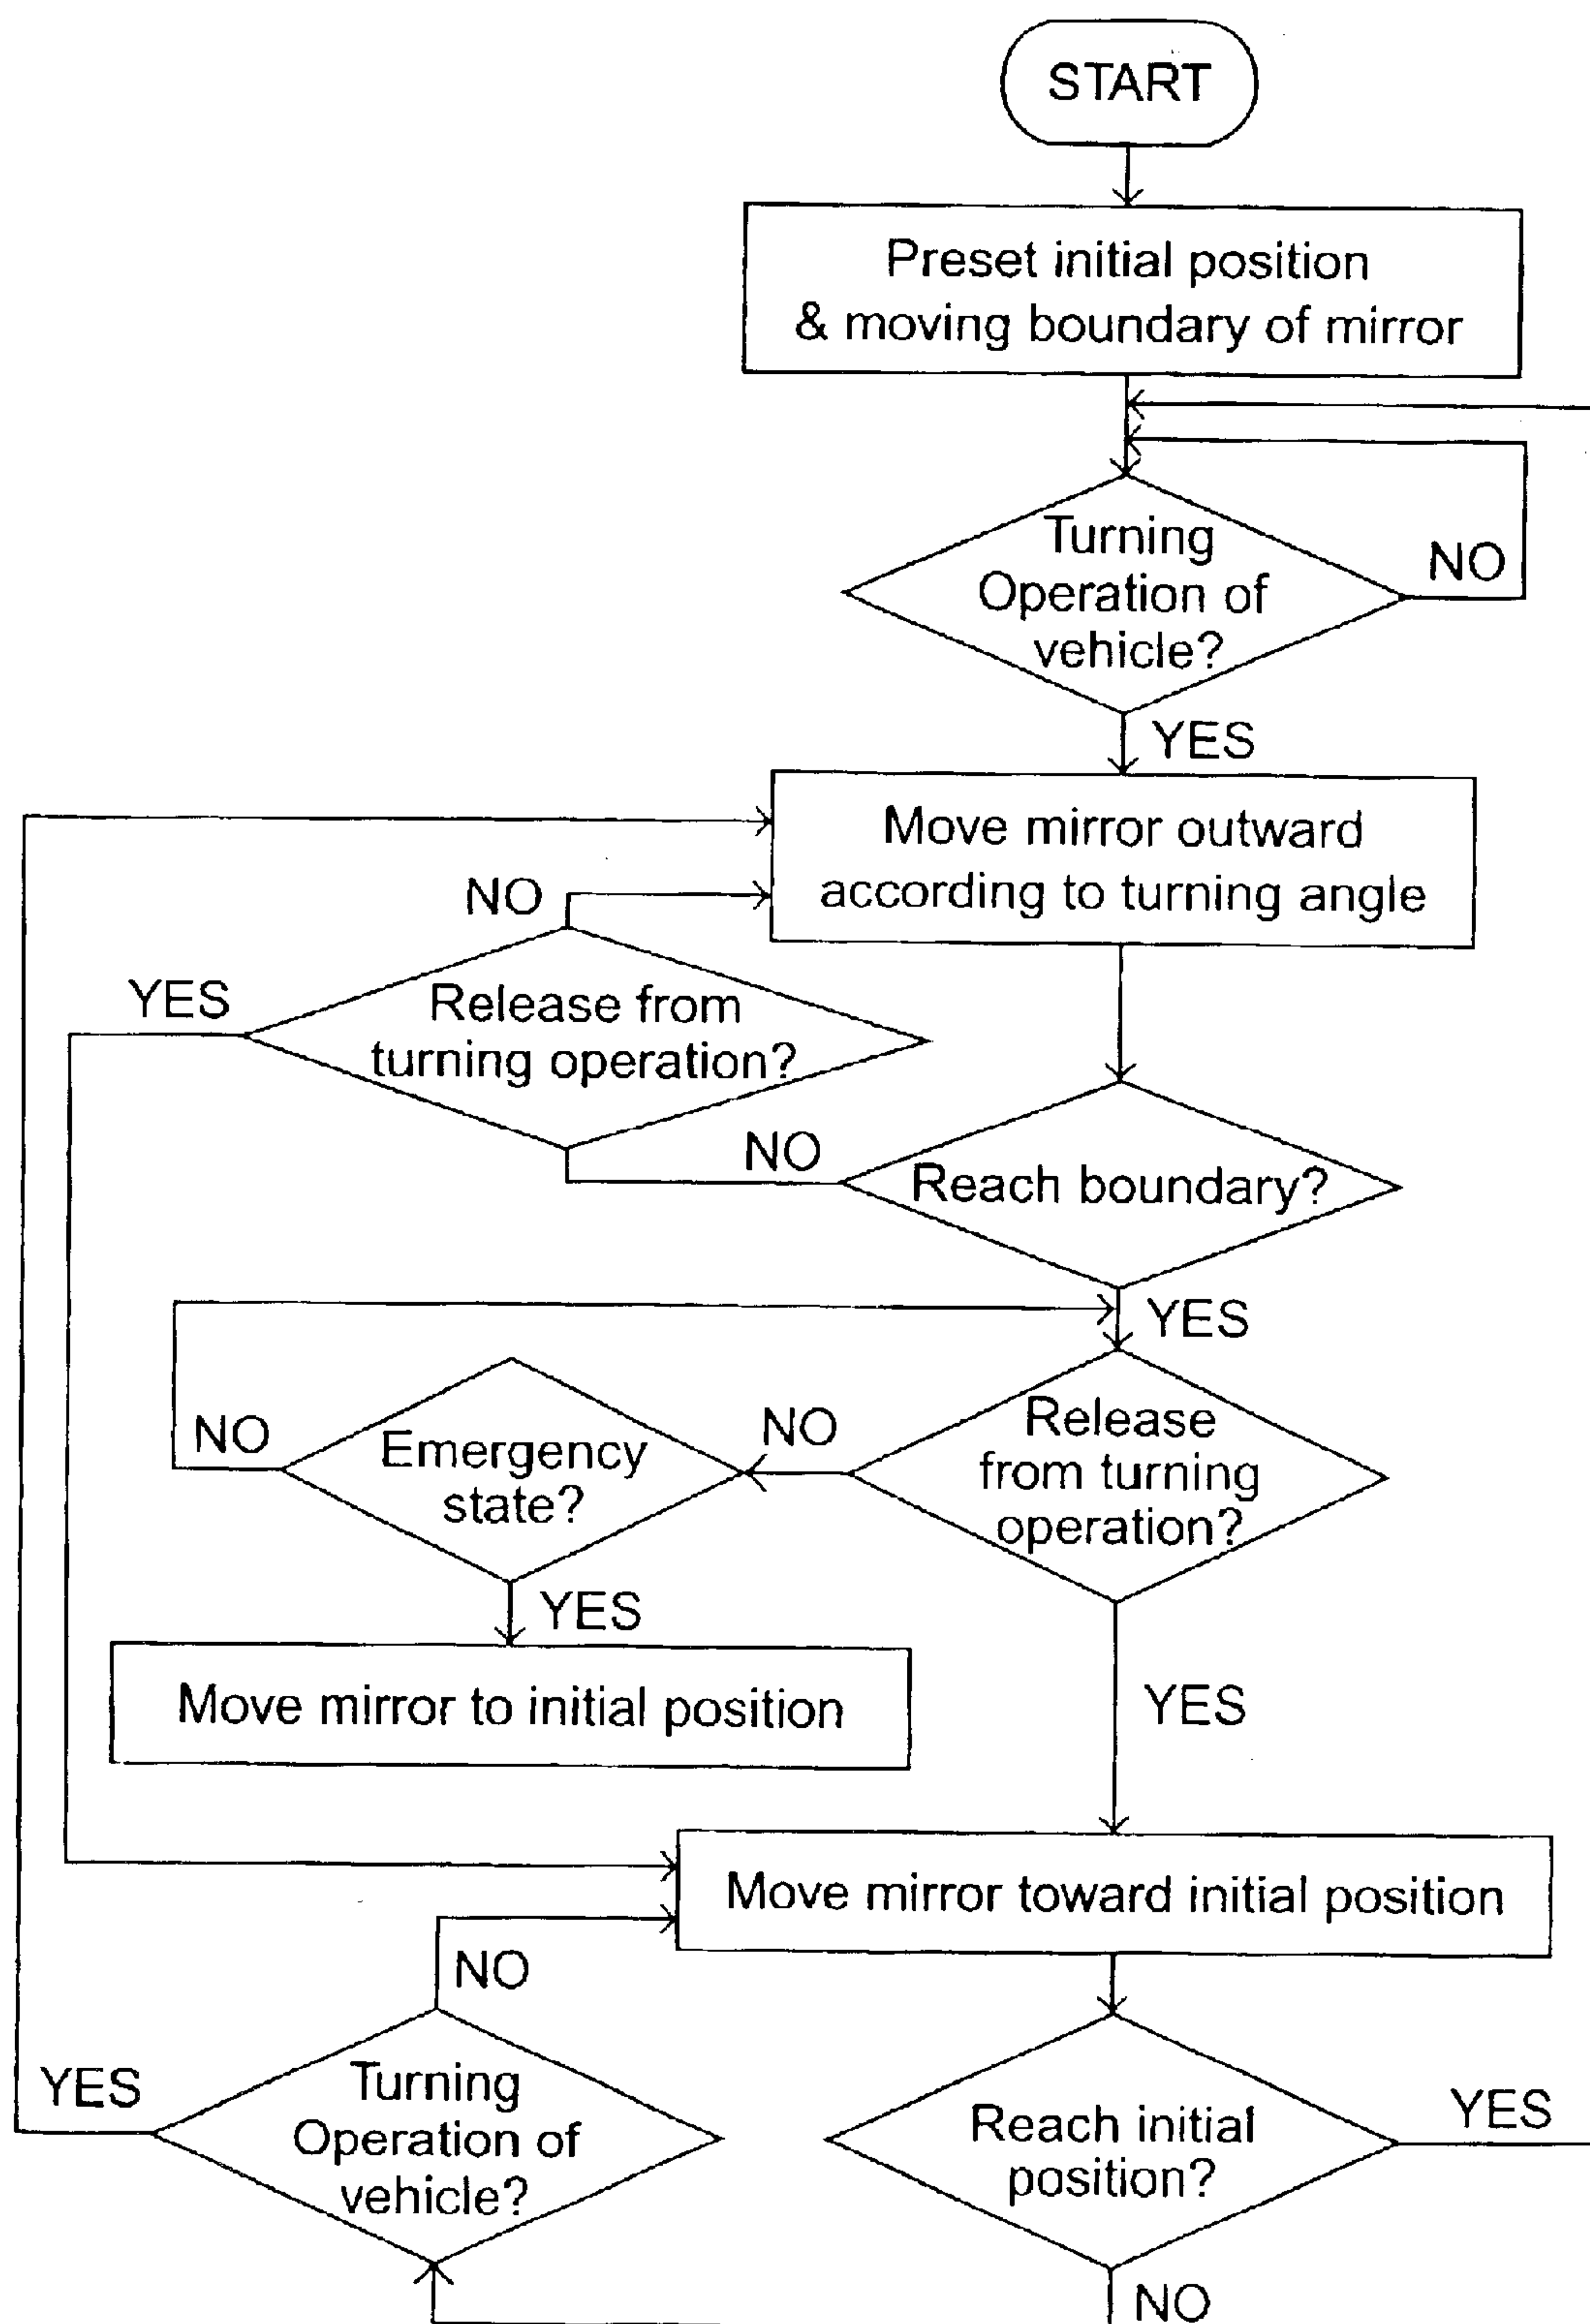 START
Preset initial position
& moving boundary of mirror
Turning
Operation of
vehicle?
NO
YES
Move mirror outward
according to turning angle
NO
YES
Release from
turning operation?
NO
Reach boundary?
YES
NO
Emergency
state?
NO
Release
from turning
operation?
YES
Move mirror to initial position
YES
Move mirror toward initial position
NO
YES
Turning
Operation of
vehicle?
Reach initial
position?
YES
NO